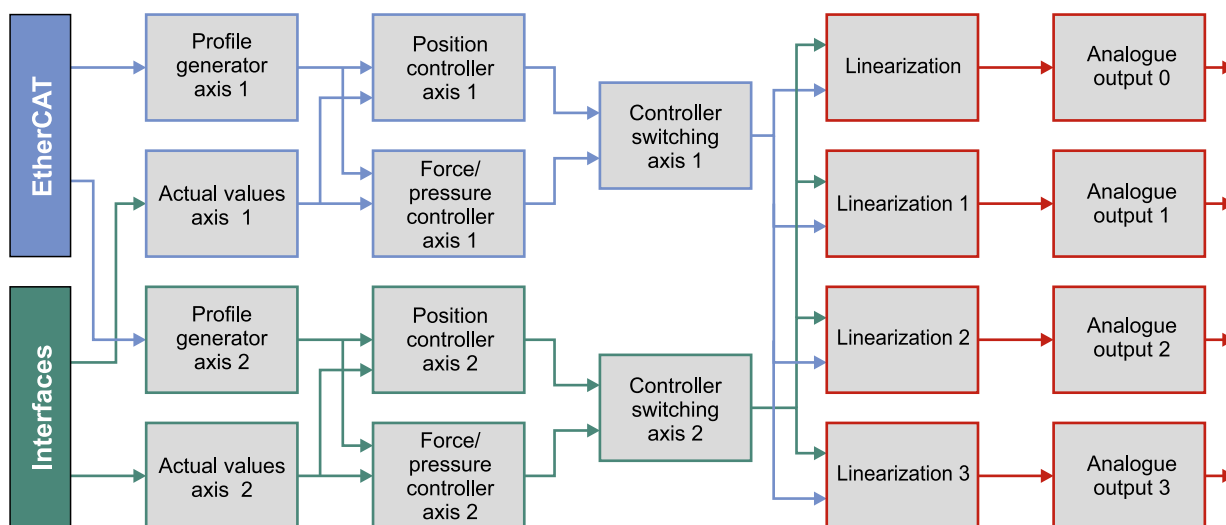 EtherCAT
Interfaces
Profile
generator
axis 1
Actual values
axis  1
Profile
generator
axis 2
Actual values
axis  2
Position
controller
axis 1
Force/
pressure
controller
axis 1
Position
controller
axis 2
Force/
pressure
controller
axis 2
Controller
switching
axis 1
Controller
switching
axis 2
Linearization
Linearization 1
Linearization 2
Linearization 3
Analogue
output 0
Analogue
output 1
Analogue
output 2
Analogue
output 3